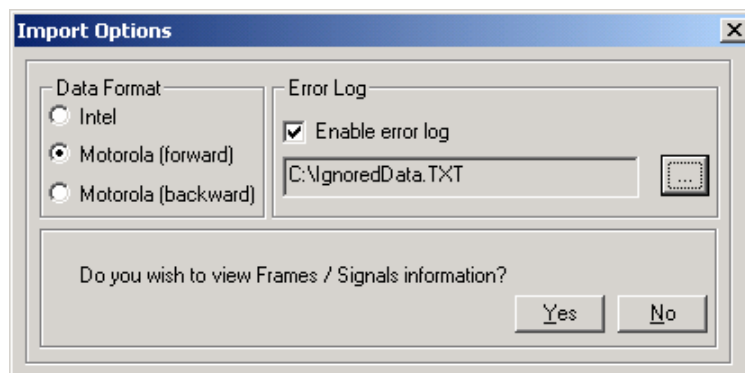 Import Options
Data Format
Intel
Motorola (forward)
Motorola (backward)
Error Log
Enable error log
C:\IgnoredData.TXT
...
Do you wish to view Frames / Signals information?
Yes
No